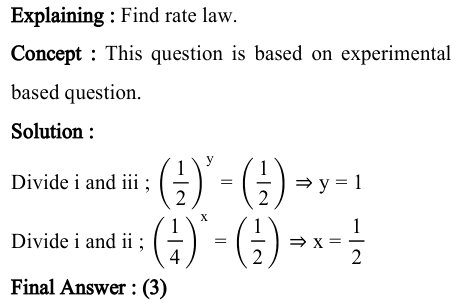 Explaining : Find rate law.
Concept : This question is based on experimental
based question.
Solution :
Divide i and iii ; (1/2)^y = (1/2) ⇒ y = 1
Divide i and ii ; (1/4)^x = (1/2) ⇒ x = 1/2
Final Answer : (3)